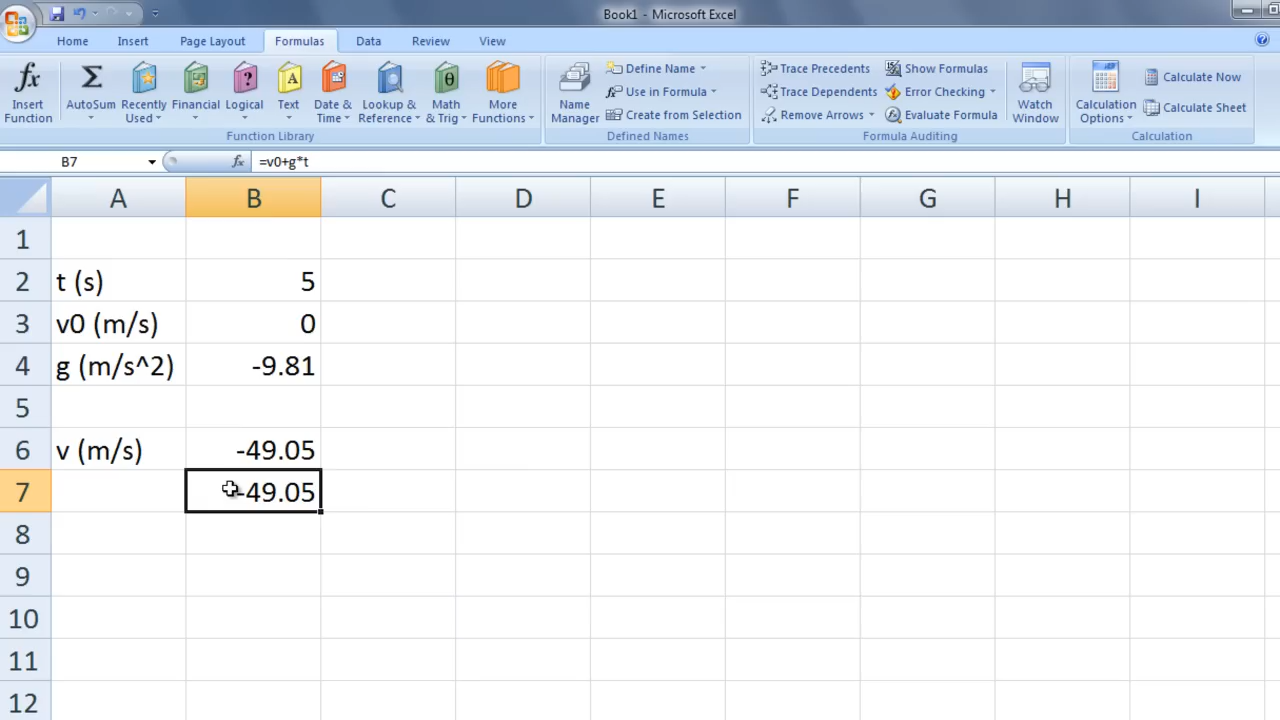 Book1 - Microsoft Excel
Home Insert Page Layout Formulas Data Review View
fx Insert Function
Σ AutoSum
Recently Used
Financial
? Logical
A Text
Date & Time
Lookup & Reference
θ Math & Trig
More Functions
Function Library
Name Manager
Define Name
Use in Formula
Create from Selection
Defined Names
Trace Precedents
Trace Dependents
Remove Arrows
Show Formulas
Error Checking
Evaluate Formula
Formula Auditing
Watch Window
Calculation Options
Calculate Now
Calculate Sheet
Calculation
B7 fx =v0+g*t
A B C D E F G H I
1
2 t (s) 5
3 v0 (m/s) 0
4 g (m/s^2) -9.81
5
6 v (m/s) -49.05
7 -49.05
8
9
10
11
12